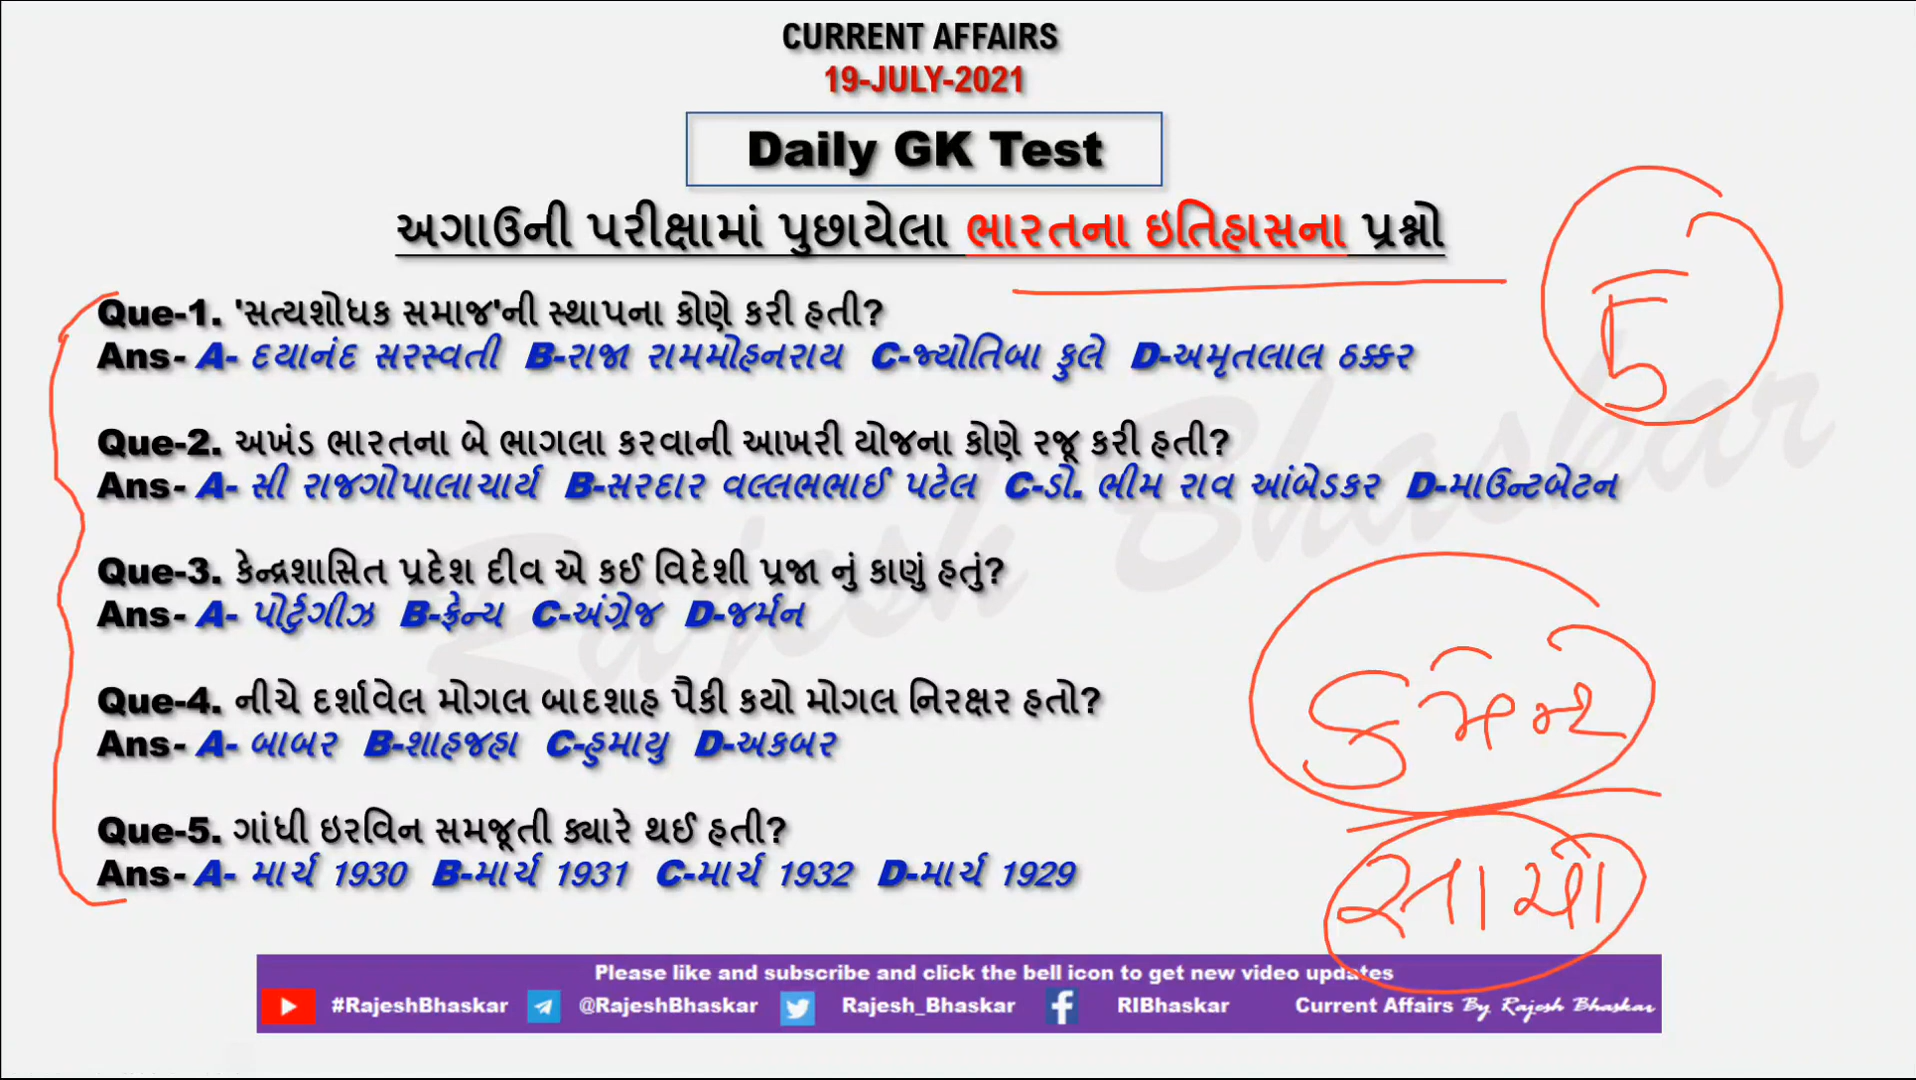 CURRENT AFFAIRS
19-JULY-2021
Daily GK Test
અગાઉની પરીક્ષામાં પુછાયેલા ભારતના ઇતિહાસના પ્રશ્નો
5
Que-1. 'સત્યશોધક સમાજ'ની સ્થાપના કોણે કરી હતી?
Ans- A- દયાનંદ સરસ્વતી B-રાજા રામમોહનરાય C-જ્યોતિબા ફુલે D-અમૃતલાલ ઠક્કર
Que-2. અખંડ ભારતના બે ભાગલા કરવાની આખરી યોજના કોણે રજૂ કરી હતી?
Ans- A- સી રાજગોપાલાચાર્ય B-સરદાર વલ્લભભાઈ પટેલ C-ડો. ભીમ રાવ આંબેડકર D-માઉન્ટબેટન
Que-3. કેન્દ્રશાસિત પ્રદેશ દીવ એ કઈ વિદેશી પ્રજા નું કાણું હતું?
Ans- A- પોર્ટુગીઝ B-ફ્રેન્ચ C-અંગ્રેજ D-જર્મન
Que-4. નીચે દર્શાવેલ મોગલ બાદશાહ પૈકી કયો મોગલ નિરક્ષર હતો?
Ans- A- બાબર B-શાહજહા C-હુમાયુ D-અકબર
Que-5. ગાંધી ઇરવિન સમજૂતી ક્યારે થઈ હતી?
Ans- A- માર્ચ 1930 B-માર્ચ 1931 C-માર્ચ 1932 D-માર્ચ 1929
Rajesh Bhaskar
Please like and subscribe and click the bell icon to get new video updates
#RajeshBhaskar @RajeshBhaskar Rajesh_Bhaskar RIBhaskar Current Affairs By Rajesh Bhaskar